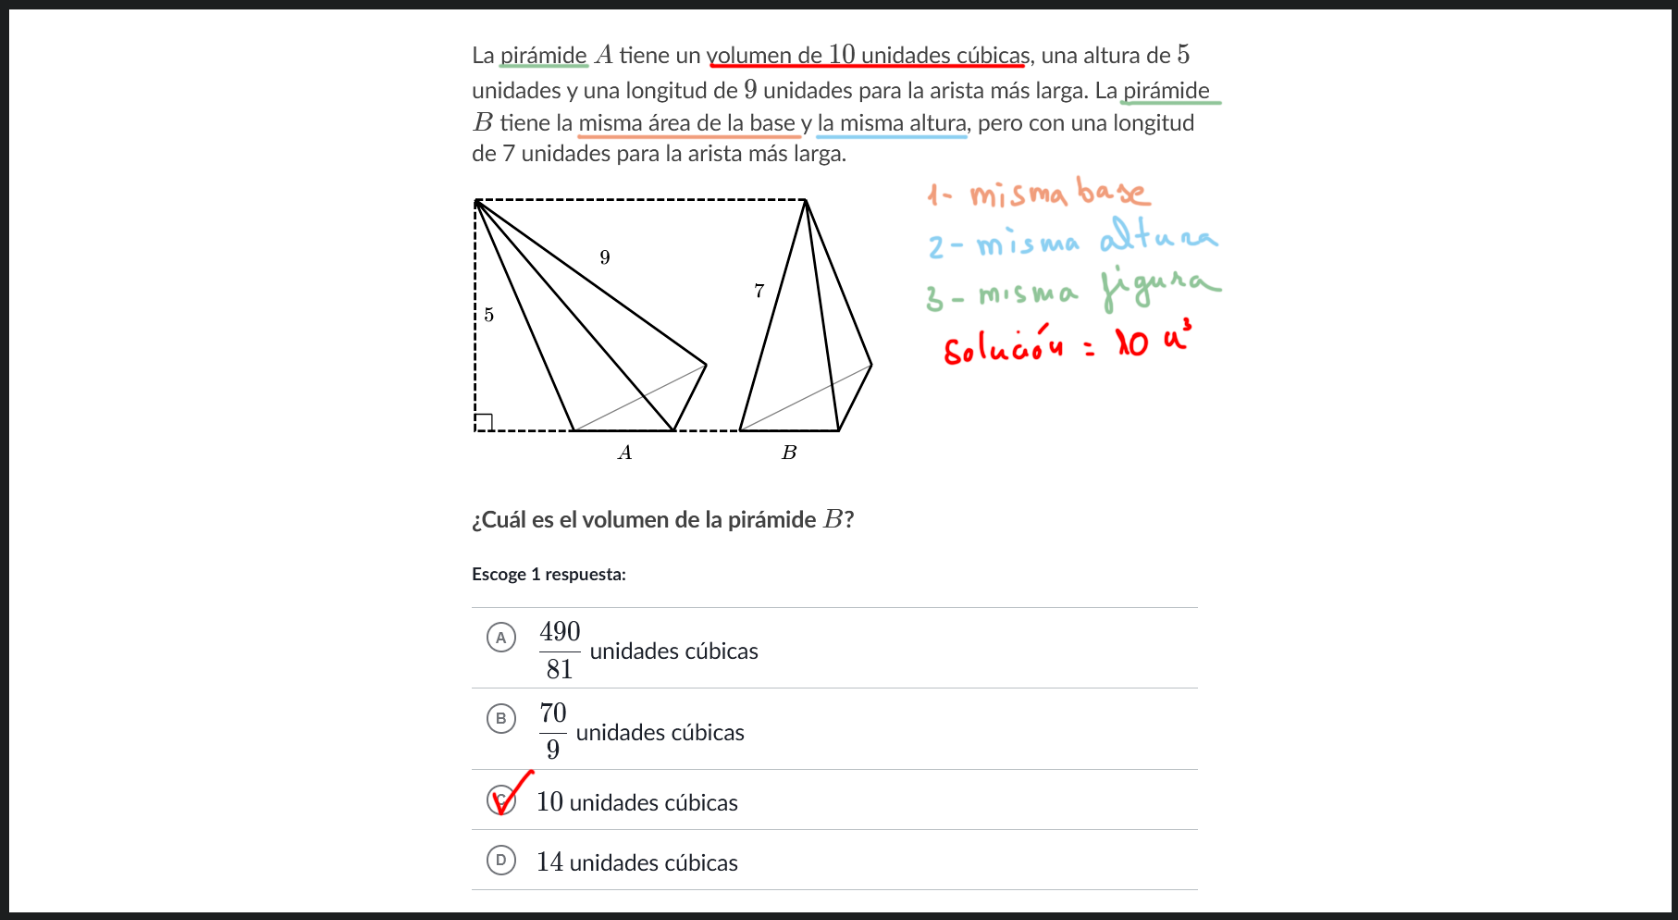 La pirámide A tiene un volumen de 10 unidades cúbicas, una altura de 5
unidades y una longitud de 9 unidades para la arista más larga. La pirámide
B tiene la misma área de la base y la misma altura, pero con una longitud
de 7 unidades para la arista más larga.
1- misma base
2- misma altura
3- misma figura
Solución = 10 u³
9
7
5
A
B
¿Cuál es el volumen de la pirámide B?
Escoge 1 respuesta:
A 490/81 unidades cúbicas
B 70/9 unidades cúbicas
C 10 unidades cúbicas
D 14 unidades cúbicas